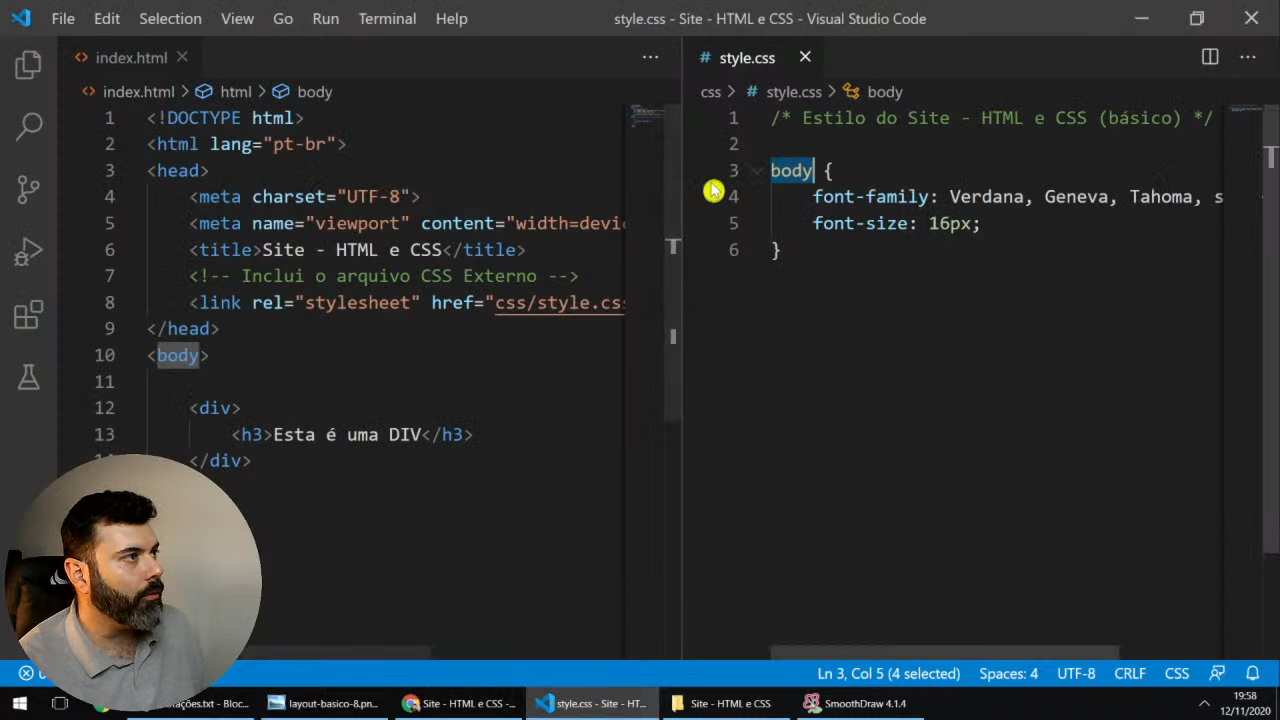 File Edit Selection View Go Run Terminal Help style.css - Site - HTML e CSS - Visual Studio Code
index.html
index.html > html > body
1 <!DOCTYPE html>
2 <html lang="pt-br">
3 <head>
4 <meta charset="UTF-8">
5 <meta name="viewport" content="width=devic
6 <title>Site - HTML e CSS</title>
7 <!-- Inclui o arquivo CSS Externo -->
8 <link rel="stylesheet" href="css/style.css
9 </head>
10 <body>
11
12 <div>
13 <h3>Esta é uma DIV</h3>
</div>
# style.css
css > # style.css > body
1 /* Estilo do Site - HTML e CSS (básico) */
2
3 body {
4 font-family: Verdana, Geneva, Tahoma, s
5 font-size: 16px;
6 }
Ln 3, Col 5 (4 selected) Spaces: 4 UTF-8 CRLF CSS
tações.txt - Bloc... layout-basico-8.pn... Site - HTML e CSS -... style.css - Site - HT... Site - HTML e CSS SmoothDraw 4.1.4 19:58
12/11/2020